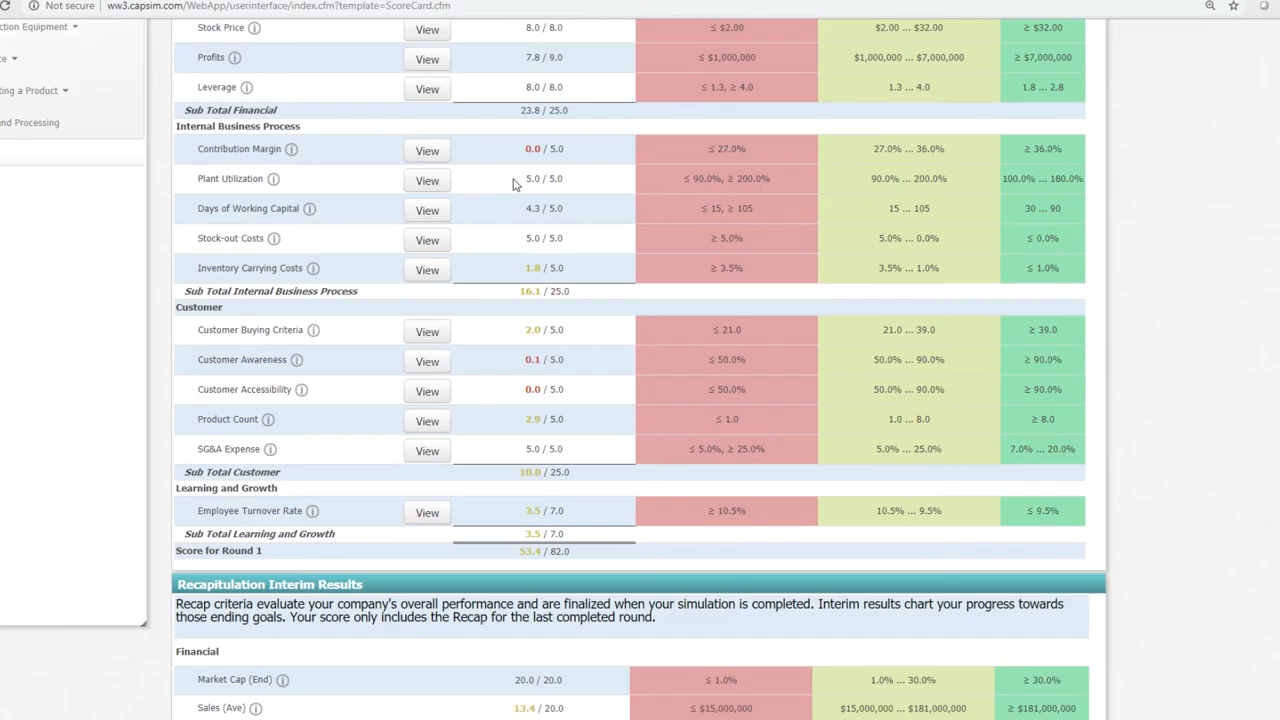 Not secure ww3.capsim.com/WebApp/userinterface/index.cfm?template=ScoreCard.cfm
ction Equipment
Stock Price View 8.0 / 8.0 ≤ $2.00 $2.00 ... $32.00 ≥ $32.00
ce
Profits View 7.8 / 9.0 ≤ $1,000,000 $1,000,000 ... $7,000,000 ≥ $7,000,000
ting a Product
Leverage View 8.0 / 8.0 ≤ 1.3, ≥ 4.0 1.3 ... 4.0 1.8 ... 2.8
Sub Total Financial 23.8 / 25.0
nd Processing
Internal Business Process
Contribution Margin View 0.0 / 5.0 ≤ 27.0% 27.0% ... 36.0% ≥ 36.0%
Plant Utilization View 5.0 / 5.0 ≤ 90.0%, ≥ 200.0% 90.0% ... 200.0% 100.0% ... 180.0%
Days of Working Capital View 4.3 / 5.0 ≤ 15, ≥ 105 15 ... 105 30 ... 90
Stock-out Costs View 5.0 / 5.0 ≥ 5.0% 5.0% ... 0.0% ≤ 0.0%
Inventory Carrying Costs View 1.8 / 5.0 ≥ 3.5% 3.5% ... 1.0% ≤ 1.0%
Sub Total Internal Business Process 16.1 / 25.0
Customer
Customer Buying Criteria View 2.0 / 5.0 ≤ 21.0 21.0 ... 39.0 ≥ 39.0
Customer Awareness View 0.1 / 5.0 ≤ 50.0% 50.0% ... 90.0% ≥ 90.0%
Customer Accessibility View 0.0 / 5.0 ≤ 50.0% 50.0% ... 90.0% ≥ 90.0%
Product Count View 2.9 / 5.0 ≤ 1.0 1.0 ... 8.0 ≥ 8.0
SG&A Expense View 5.0 / 5.0 ≤ 5.0%, ≥ 25.0% 5.0% ... 25.0% 7.0% ... 20.0%
Sub Total Customer 10.0 / 25.0
Learning and Growth
Employee Turnover Rate View 3.5 / 7.0 ≥ 10.5% 10.5% ... 9.5% ≤ 9.5%
Sub Total Learning and Growth 3.5 / 7.0
Score for Round 1 53.4 / 82.0
Recapitulation Interim Results
Recap criteria evaluate your company's overall performance and are finalized when your simulation is completed. Interim results chart your progress towards
those ending goals. Your score only includes the Recap for the last completed round.
Financial
Market Cap (End) 20.0 / 20.0 ≤ 1.0% 1.0% ... 30.0% ≥ 30.0%
Sales (Ave) 13.4 / 20.0 ≤ $15,000,000 $15,000,000 ... $181,000,000 ≥ $181,000,000